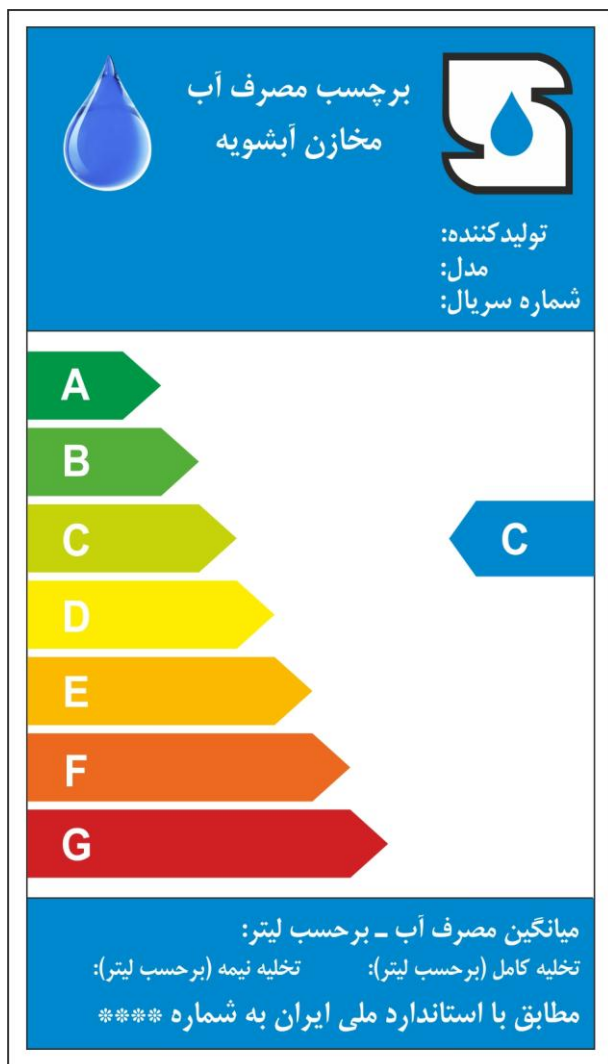 برچسب مصرف آب
مخازن آبشویه
تولیدکننده:
مدل:
شماره سریال:
A
B
C
C
D
E
F
G
میانگین مصرف آب ـ برحسب لیتر:
تخلیه کامل (برحسب لیتر): تخلیه نیمه (برحسب لیتر):
مطابق با استاندارد ملی ایران به شماره ****